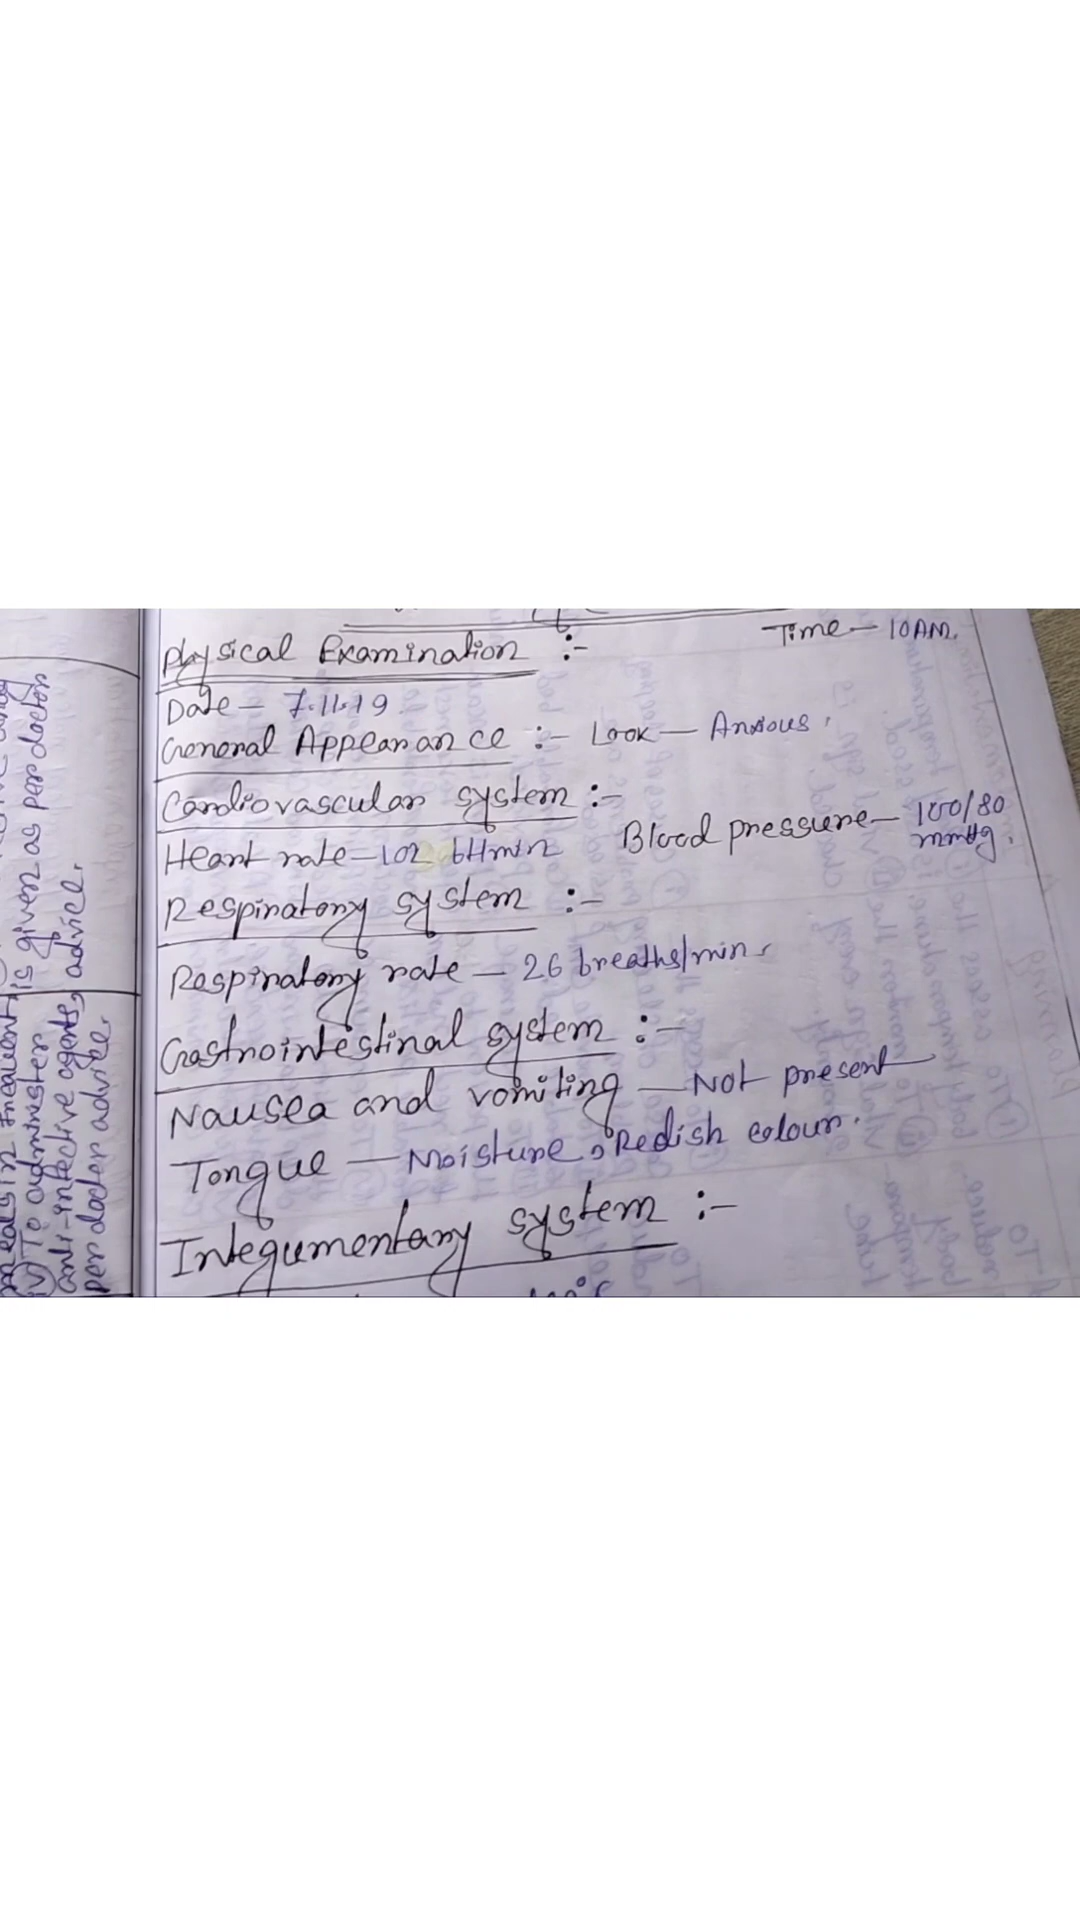 Physical Examination :-
Time - 10AM.
Date - 7.11.19
General Appearance :- Look - Anxious.
Cardiovascular system :-
Heart rate - 102 bt/min Blood pressure - 100/80
mmHg.
Respiratory system :-
Respiratory rate - 26 breaths/min.
Gastrointestinal system :-
Nausea and vomiting - Not present
Tongue - Moisture, Redish colour.
Integumentary system :-
is given as per doctor
advice.
iv) To administer
anti-infective agents,
per doctor advice.